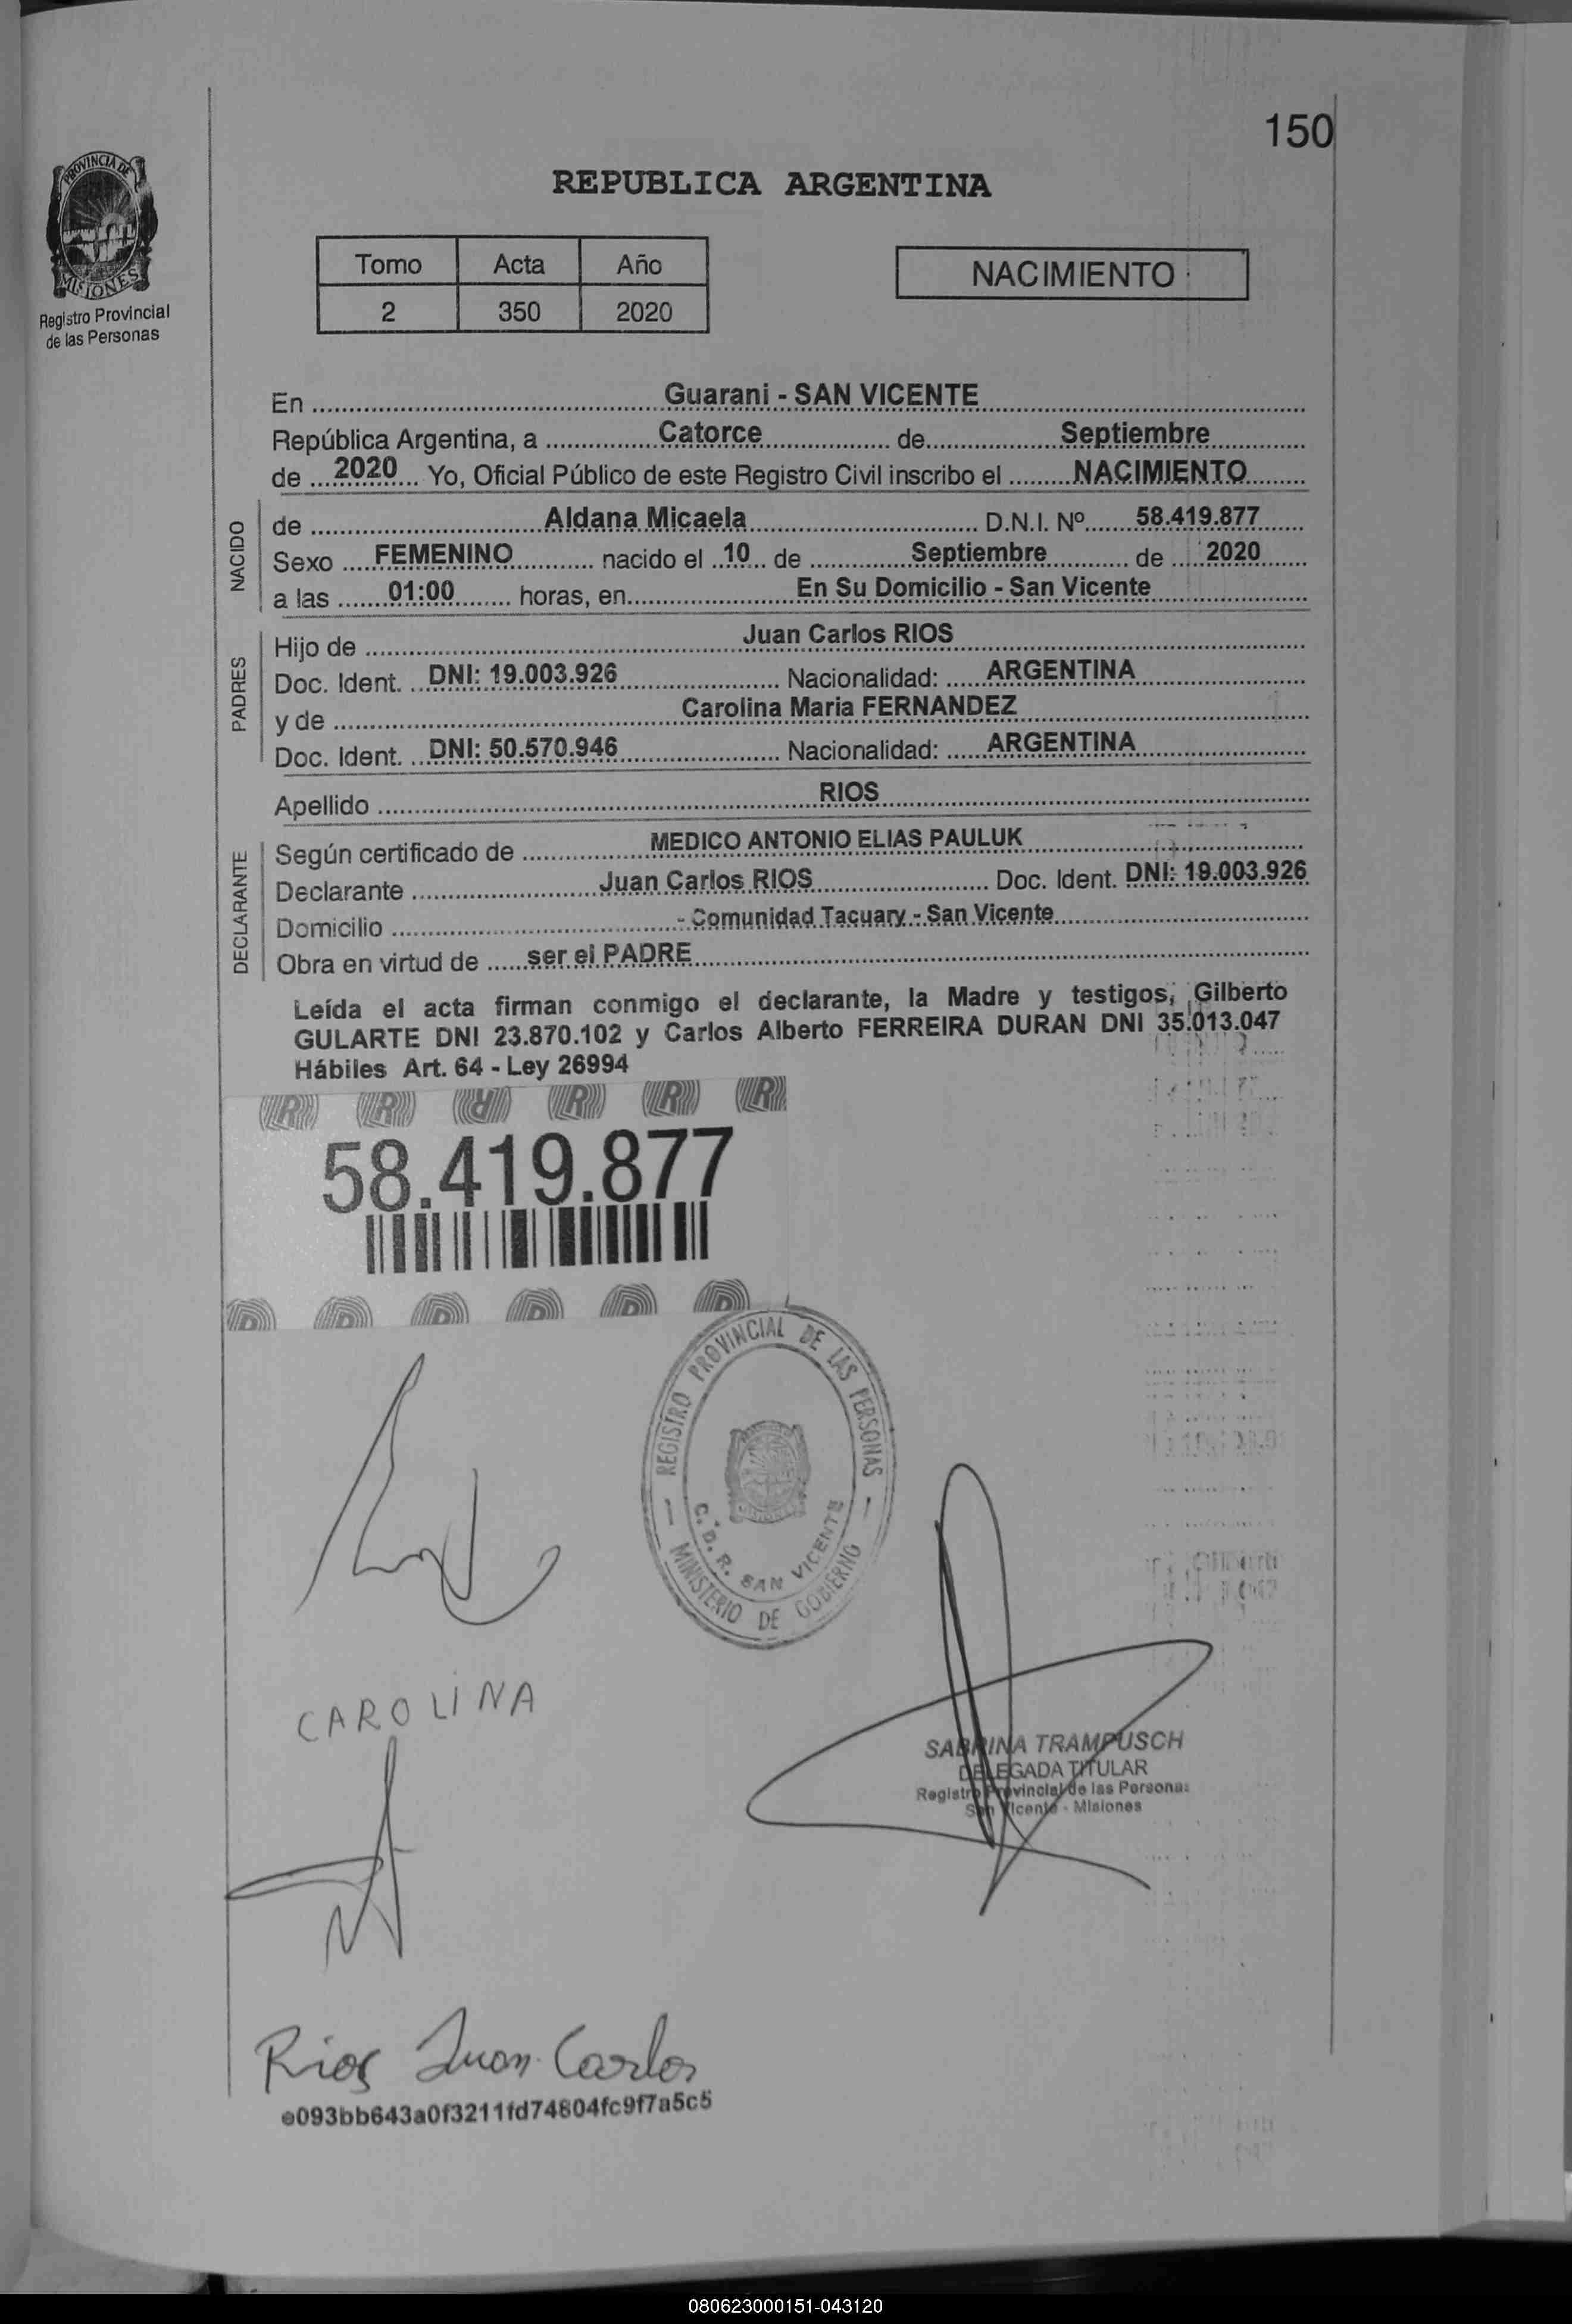 150
PROVINCIA DE MISIONES
Registro Provincial
de las Personas
REPUBLICA ARGENTINA
Tomo Acta Año
2 350 2020
NACIMIENTO
En Guarani - SAN VICENTE
República Argentina, a Catorce de Septiembre
de 2020 Yo, Oficial Público de este Registro Civil inscribo el NACIMIENTO
NACIDO
de Aldana Micaela D.N.I. Nº 58.419.877
Sexo FEMENINO nacido el 10 de Septiembre de 2020
a las 01:00 horas, en En Su Domicilio - San Vicente
PADRES
Hijo de Juan Carlos RIOS
Doc. Ident. DNI: 19.003.926 Nacionalidad: ARGENTINA
y de Carolina Maria FERNANDEZ
Doc. Ident. DNI: 50.570.946 Nacionalidad: ARGENTINA
Apellido RIOS
DECLARANTE
Según certificado de MEDICO ANTONIO ELIAS PAULUK
Declarante Juan Carlos RIOS Doc. Ident. DNI: 19.003.926
Domicilio - Comunidad Tacuary - San Vicente
Obra en virtud de ser el PADRE
Leída el acta firman conmigo el declarante, la Madre y testigos, Gilberto
GULARTE DNI 23.870.102 y Carlos Alberto FERREIRA DURAN DNI 35.013.047
Hábiles Art. 64 - Ley 26994
58.419.877
REGISTRO PROVINCIAL DE LAS PERSONAS
C. D. R. SAN VICENTE
MINISTERIO DE GOBIERNO
CAROLINA
SABRINA TRAMPUSCH
DELEGADA TITULAR
Registro Provincial de las Personas
San Vicente - Misiones
Rios Juan Carlos
e093bb643a0f3211fd74804fc9f7a5c5
080623000151-043120